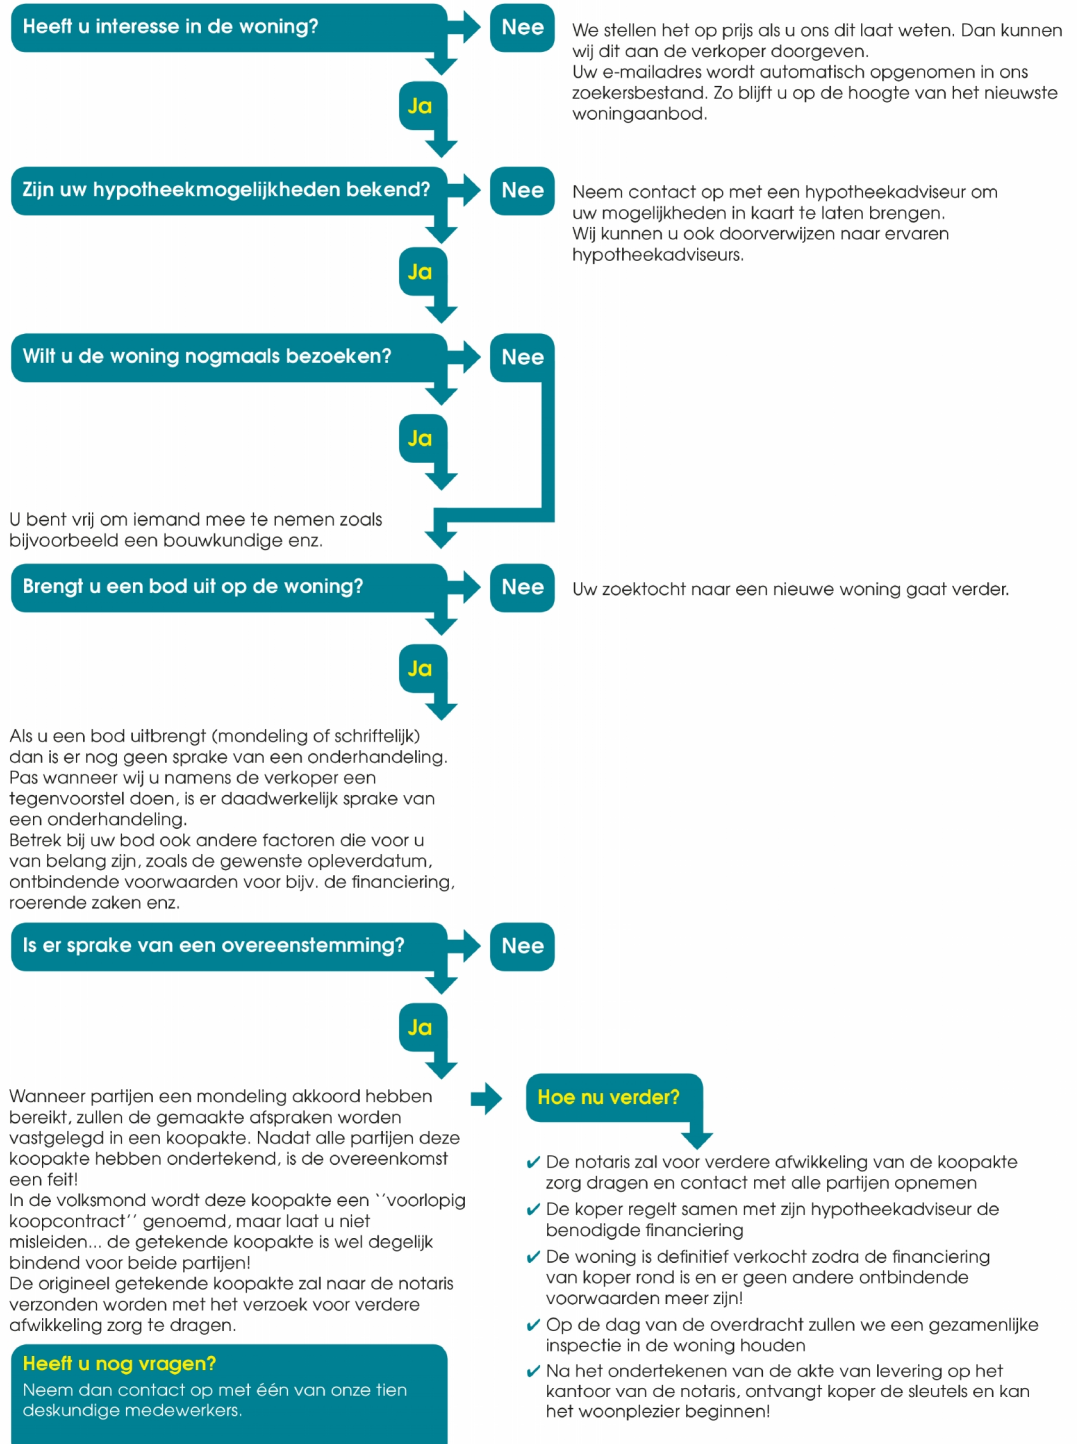 Heeft u interesse in de woning?
Nee
We stellen het op prijs als u ons dit laat weten. Dan kunnen
wij dit aan de verkoper doorgeven.
Uw e-mailadres wordt automatisch opgenomen in ons
zoekersbestand. Zo blijft u op de hoogte van het nieuwste
woningaanbod.
Ja
Zijn uw hypotheekmogelijkheden bekend?
Nee
Neem contact op met een hypotheekadviseur om
uw mogelijkheden in kaart te laten brengen.
Wij kunnen u ook doorverwijzen naar ervaren
hypotheekadviseurs.
Ja
Wilt u de woning nogmaals bezoeken?
Nee
Ja
U bent vrij om iemand mee te nemen zoals
bijvoorbeeld een bouwkundige enz.
Brengt u een bod uit op de woning?
Nee
Uw zoektocht naar een nieuwe woning gaat verder.
Ja
Als u een bod uitbrengt (mondeling of schriftelijk)
dan is er nog geen sprake van een onderhandeling.
Pas wanneer wij u namens de verkoper een
tegenvoorstel doen, is er daadwerkelijk sprake van
een onderhandeling.
Betrek bij uw bod ook andere factoren die voor u
van belang zijn, zoals de gewenste opleverdatum,
ontbindende voorwaarden voor bijv. de financiering,
roerende zaken enz.
Is er sprake van een overeenstemming?
Nee
Ja
Wanneer partijen een mondeling akkoord hebben
bereikt, zullen de gemaakte afspraken worden
vastgelegd in een koopakte. Nadat alle partijen deze
koopakte hebben ondertekend, is de overeenkomst
een feit!
In de volksmond wordt deze koopakte een ‘‘voorlopig
koopcontract’’ genoemd, maar laat u niet
misleiden... de getekende koopakte is wel degelijk
bindend voor beide partijen!
De origineel getekende koopakte zal naar de notaris
verzonden worden met het verzoek voor verdere
afwikkeling zorg te dragen.
Heeft u nog vragen?
Neem dan contact op met één van onze tien
deskundige medewerkers.
Hoe nu verder?
✔ De notaris zal voor verdere afwikkeling van de koopakte
zorg dragen en contact met alle partijen opnemen
✔ De koper regelt samen met zijn hypotheekadviseur de
benodigde financiering
✔ De woning is definitief verkocht zodra de financiering
van koper rond is en er geen andere ontbindende
voorwaarden meer zijn!
✔ Op de dag van de overdracht zullen we een gezamenlijke
inspectie in de woning houden
✔ Na het ondertekenen van de akte van levering op het
kantoor van de notaris, ontvangt koper de sleutels en kan
het woonplezier beginnen!